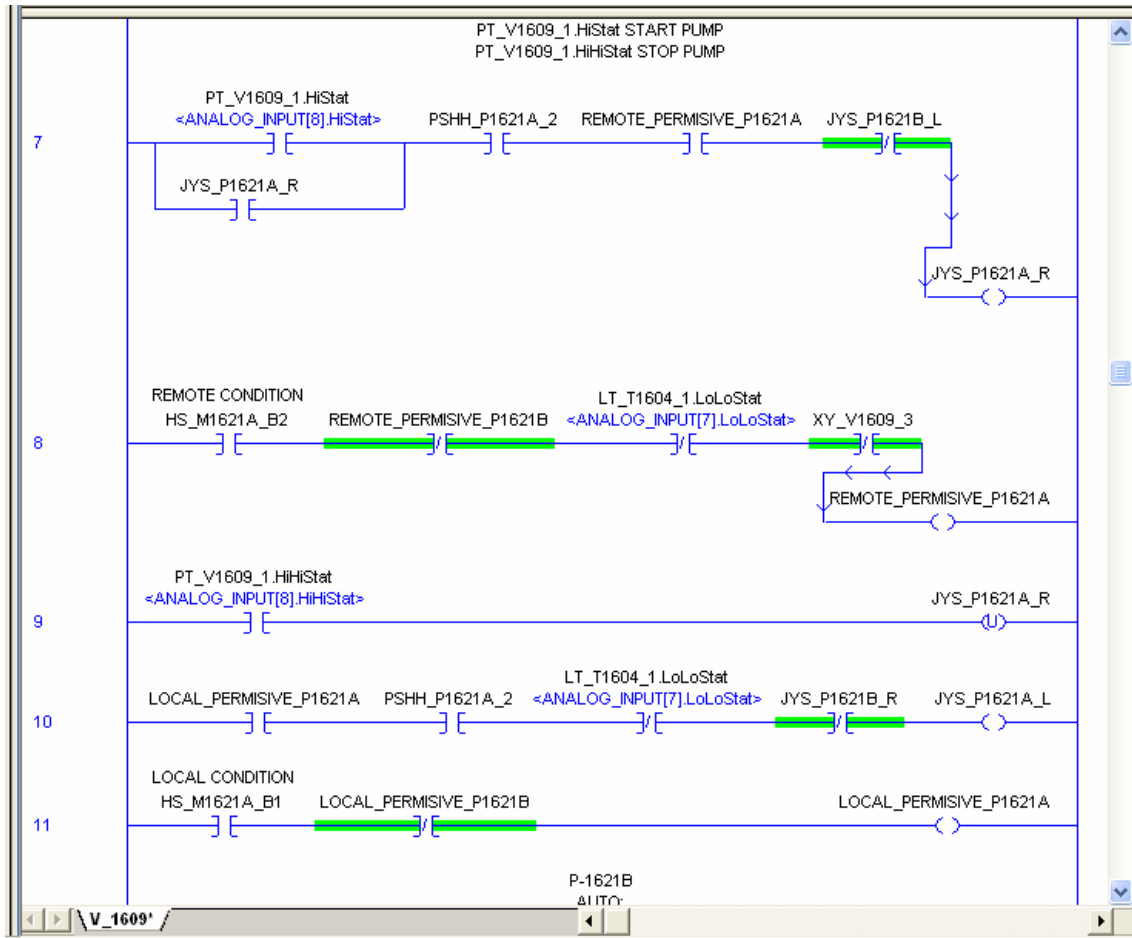 PT_V1609_1.HiStat START PUMP
PT_V1609_1.HiHiStat STOP PUMP
PT_V1609_1.HiStat
<ANALOG_INPUT[8].HiStat>
PSHH_P1621A_2
REMOTE_PERMISIVE_P1621A
JYS_P1621B_L
7
JYS_P1621A_R
JYS_P1621A_R
REMOTE CONDITION
HS_M1621A_B2
REMOTE_PERMISIVE_P1621B
LT_T1604_1.LoLoStat
<ANALOG_INPUT[7].LoLoStat>
XY_V1609_3
8
REMOTE_PERMISIVE_P1621A
PT_V1609_1.HiHiStat
<ANALOG_INPUT[8].HiHiStat>
JYS_P1621A_R
9
U
LOCAL_PERMISIVE_P1621A
PSHH_P1621A_2
LT_T1604_1.LoLoStat
<ANALOG_INPUT[7].LoLoStat>
JYS_P1621B_R
JYS_P1621A_L
10
LOCAL CONDITION
HS_M1621A_B1
LOCAL_PERMISIVE_P1621B
LOCAL_PERMISIVE_P1621A
11
P-1621B
AUTO:
V_1609*